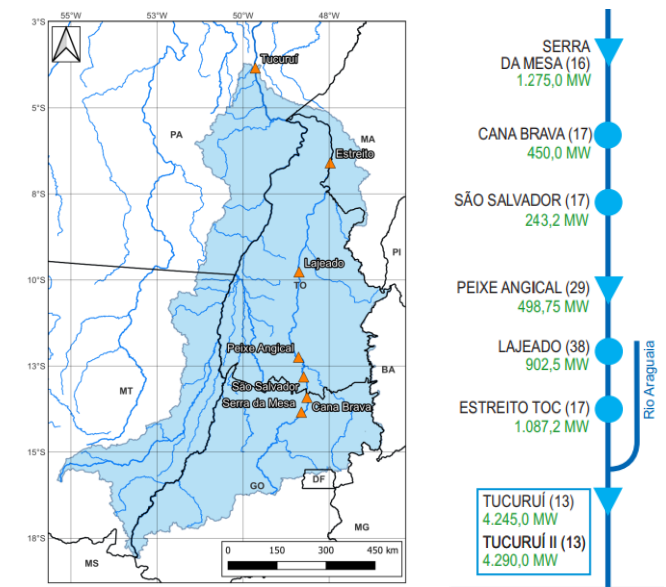 55°W 53°W 50°W 48°W
3°S
5°S
8°S
10°S
13°S
15°S
18°S
Tucuruí
PA
MA
Estreito
PI
Lajeado
TO
Peixe Angical
BA
São Salvador
MT
Serra da Mesa
Cana Brava
GO
DF
MG
MS
0 150 300 450 km
SERRA
DA MESA (16)
1.275,0 MW
CANA BRAVA (17)
450,0 MW
SÃO SALVADOR (17)
243,2 MW
PEIXE ANGICAL (29)
498,75 MW
LAJEADO (38)
902,5 MW
ESTREITO TOC (17)
1.087,2 MW
Rio Araguaia
TUCURUÍ (13)
4.245,0 MW
TUCURUÍ II (13)
4.290,0 MW